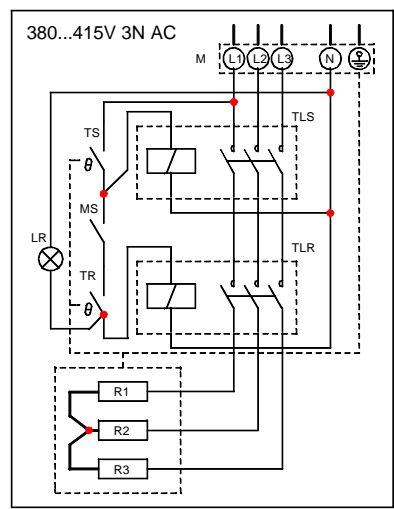 380...415V 3N AC
M L1 L2 L3 N
TLS
TS
θ
MS
LR
TLR
TR
θ
R1
R2
R3